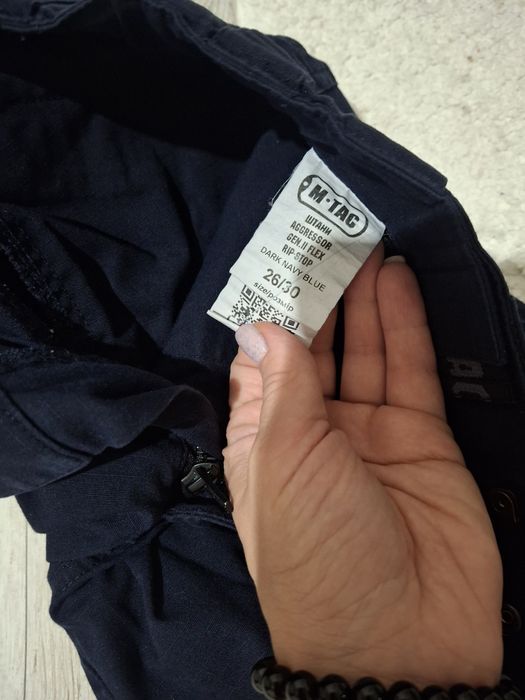 M·TAC
ШТАНИ
AGGRESSOR
GEN.II FLEX
RIP-STOP
DARK NAVY BLUE
26/30
size/розмір